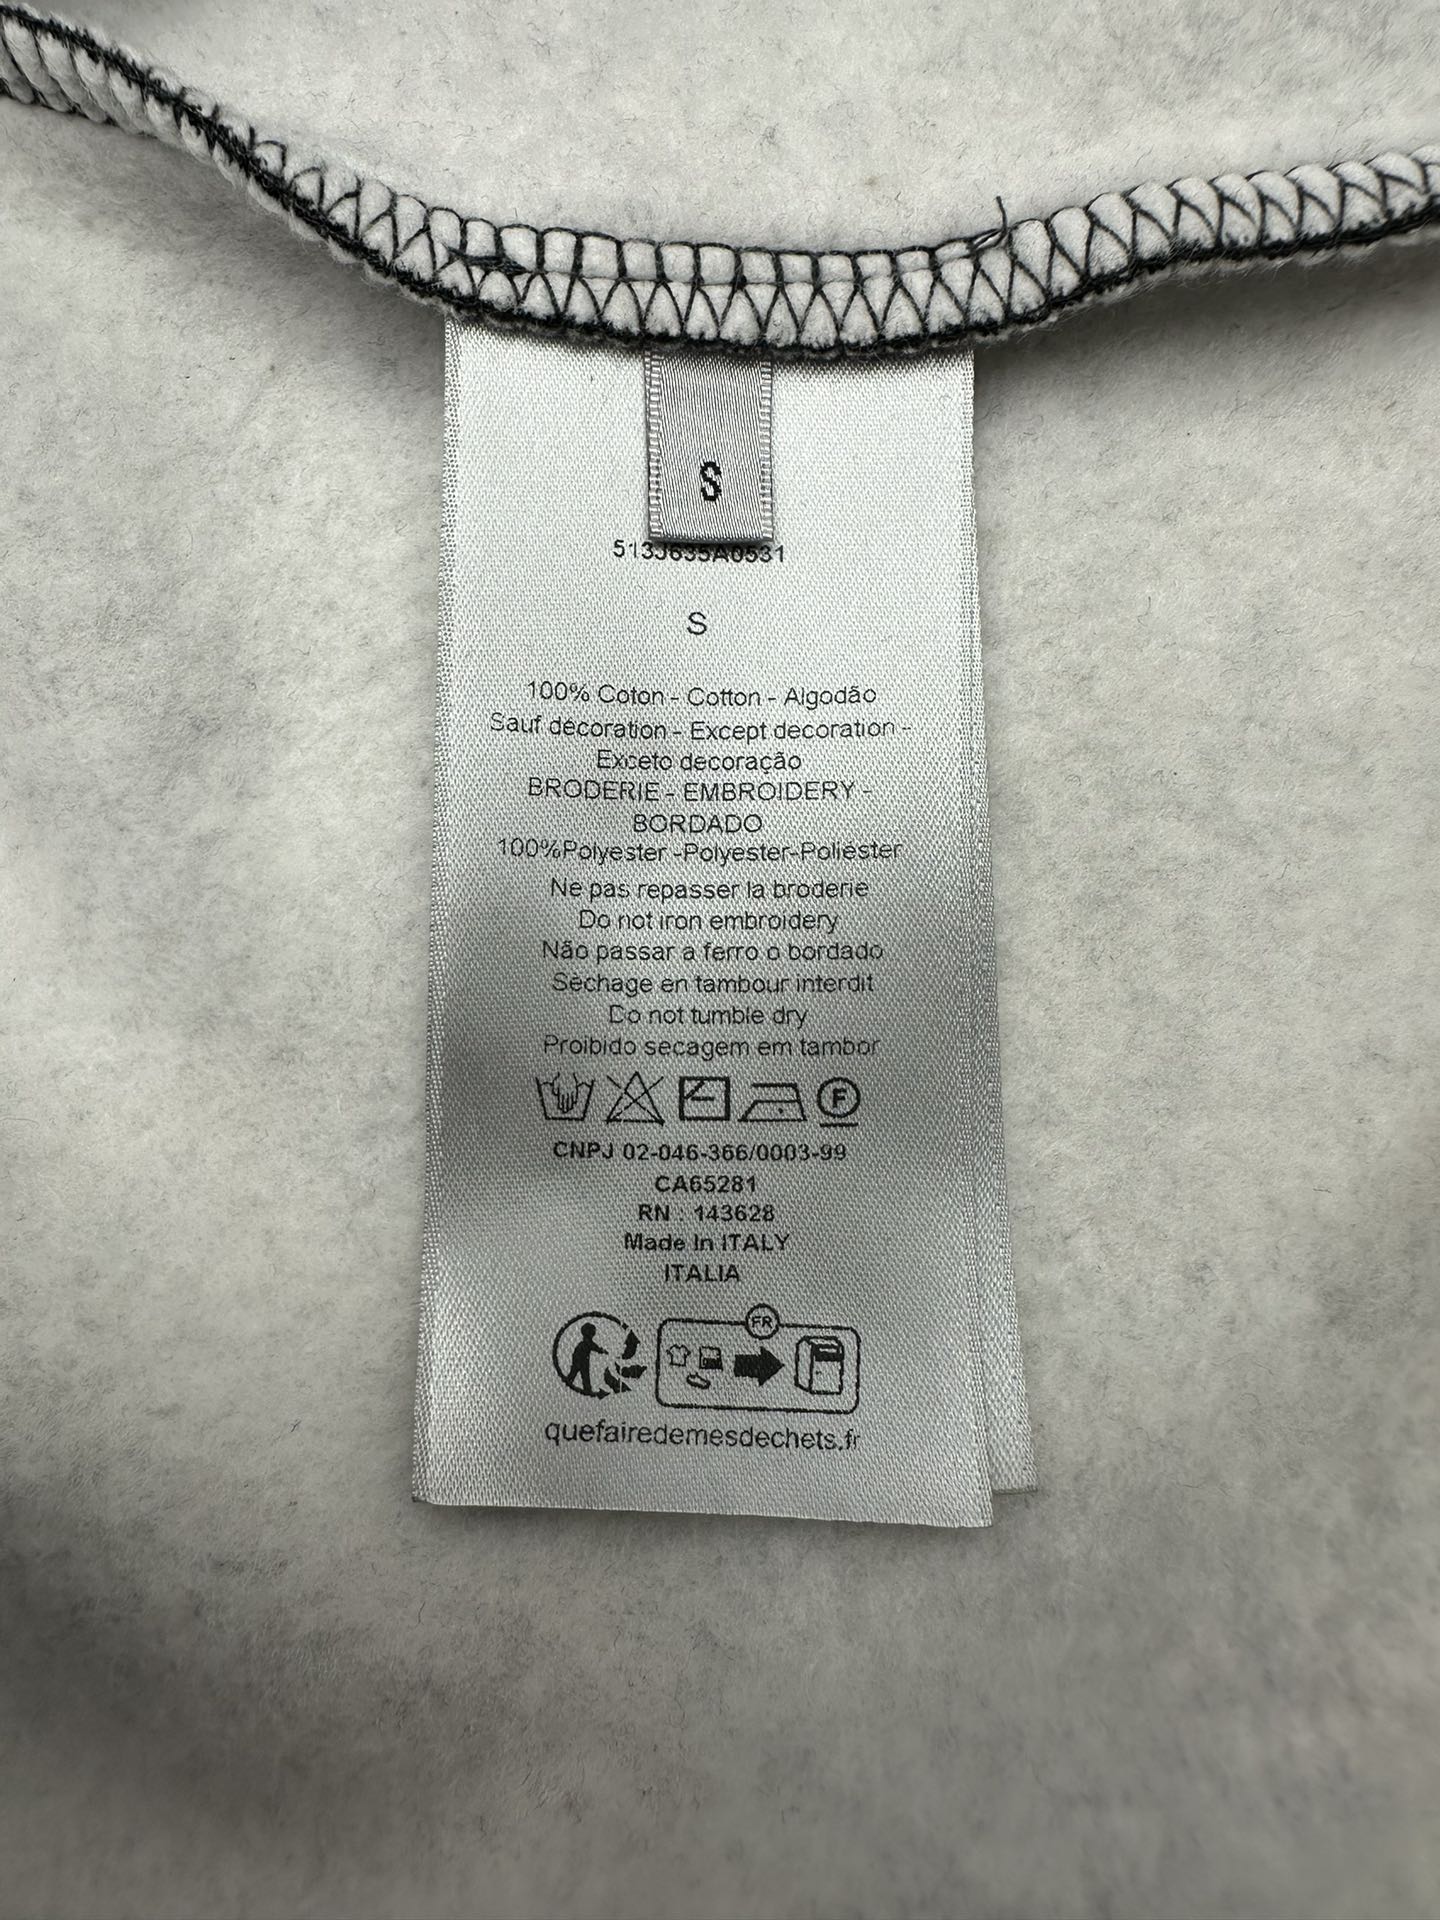 S
513J635A0531
S
100% Coton - Cotton - Algodão
Sauf décoration - Except decoration -
Exceto decoração
BRODERIE - EMBROIDERY -
BORDADO
100%Polyester -Polyester-Poliéster
Ne pas repasser la broderie
Do not iron embroidery
Não passar a ferro o bordado
Séchage en tambour interdit
Do not tumble dry
Proibido secagem em tambor
F
CNPJ 02-046-366/0003-99
CA65281
RN : 143628
Made In ITALY
ITALIA
FR
quefairedemesdechets.fr